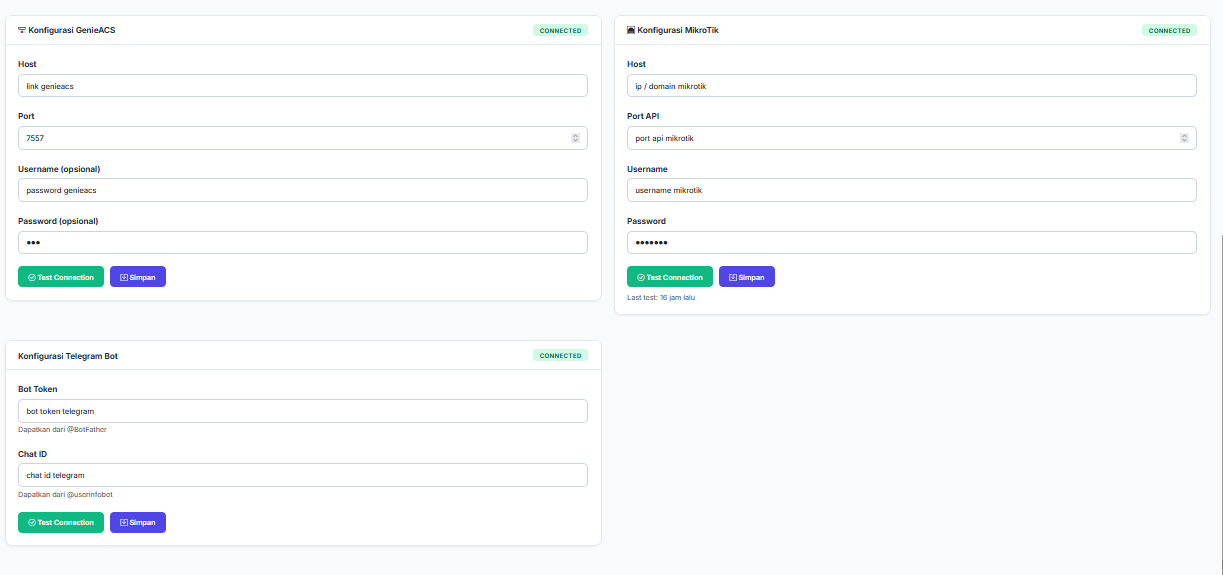 Konfigurasi GenieACS
CONNECTED
Host
link genieacs
Port
7557
Username (opsional)
password genieacs
Password (opsional)
•••
Test Connection
Simpan
Konfigurasi MikroTik
CONNECTED
Host
ip / domain mikrotik
Port API
port api mikrotik
Username
username mikrotik
Password
•••••••
Test Connection
Simpan
Last test: 16 jam lalu
Konfigurasi Telegram Bot
CONNECTED
Bot Token
bot token telegram
Dapatkan dari @BotFather
Chat ID
chat id telegram
Dapatkan dari @userinfobot
Test Connection
Simpan